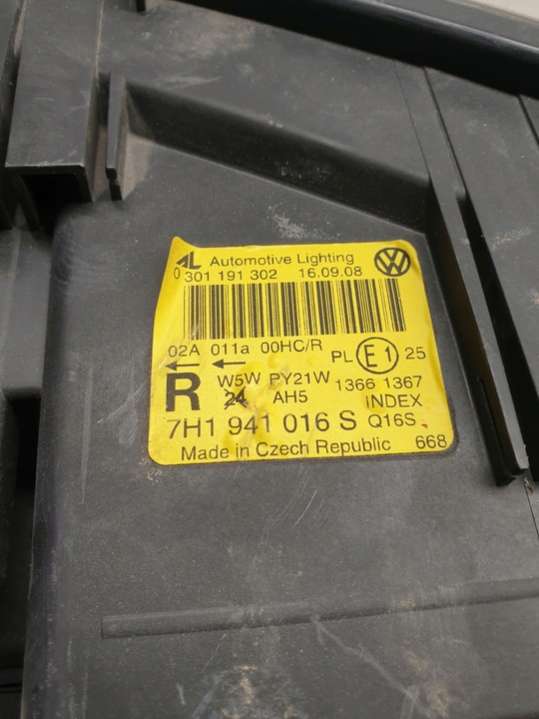 AL Automotive Lighting
0 301 191 302 16.09.08
02A 011a 00HC/R PL E1 25
R W5W PY21W 1366 1367
24 AH5 INDEX
7H1 941 016 S Q16S
Made in Czech Republic 668